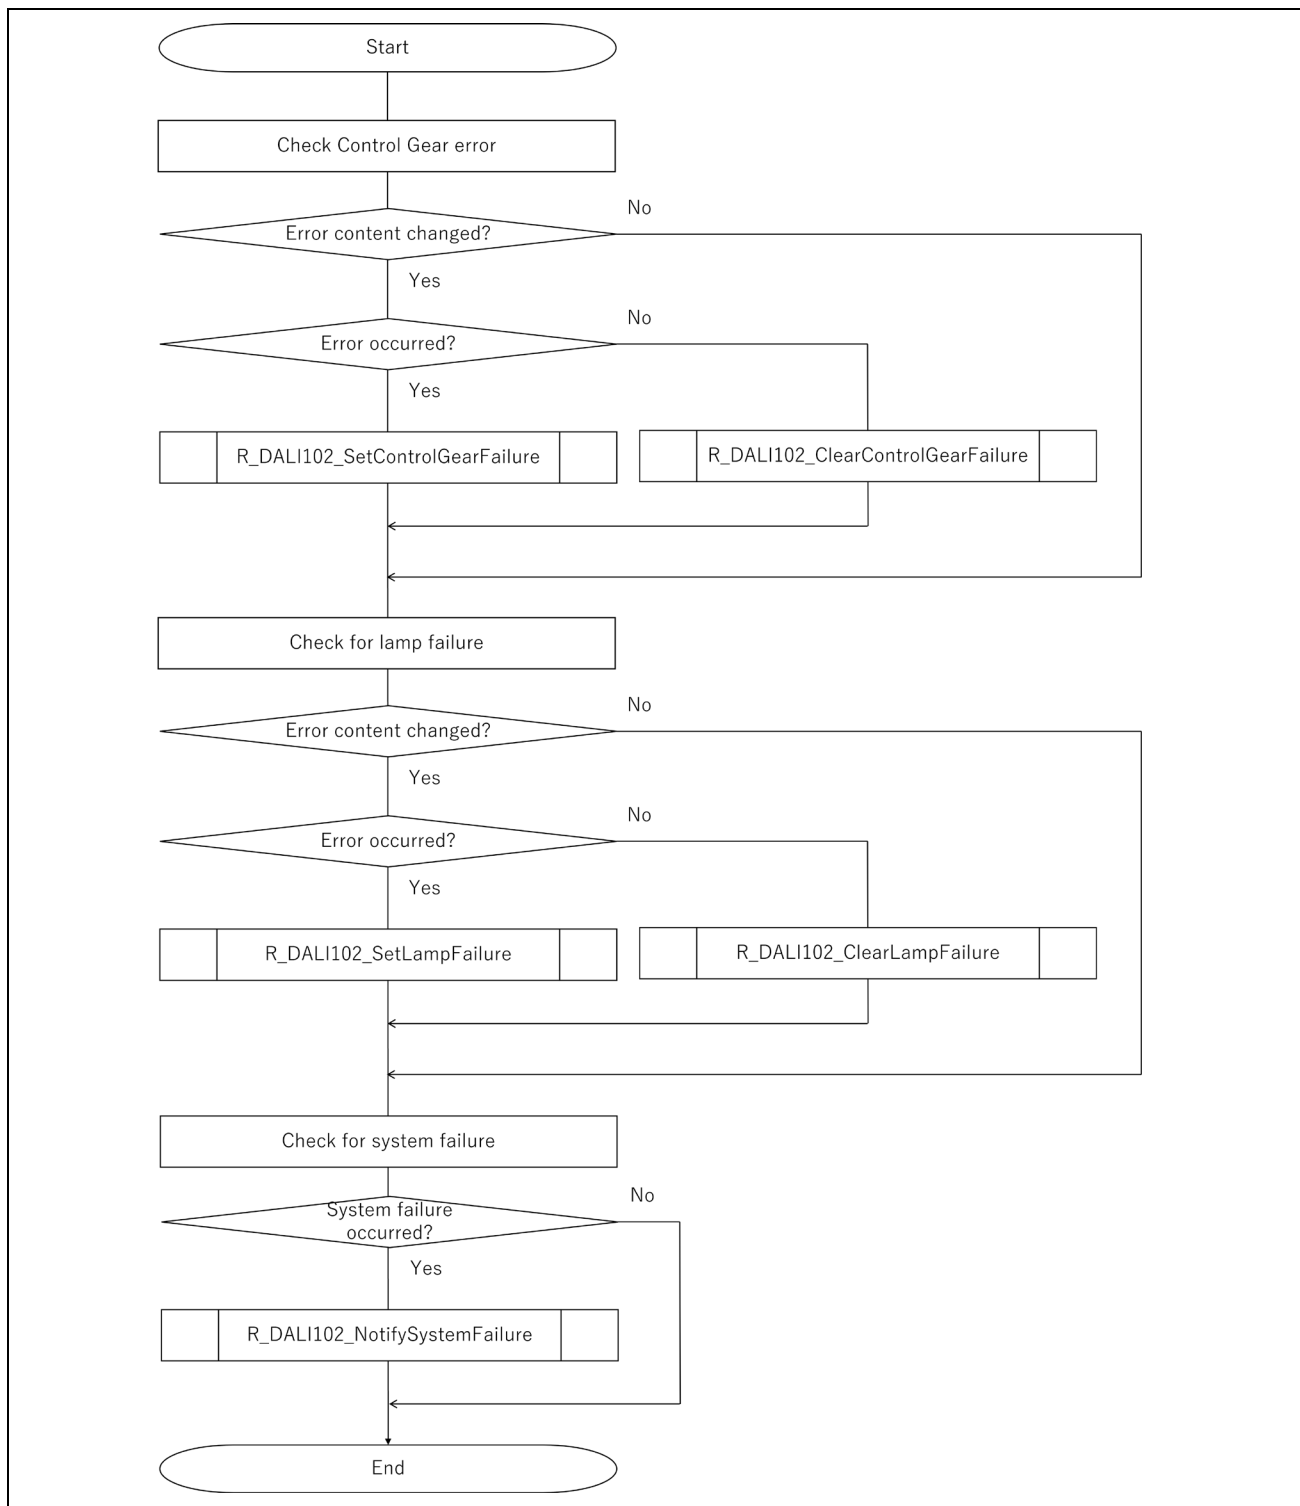 Start
Check Control Gear error
No
Error content changed?
Yes
No
Error occurred?
Yes
R_DALI102_SetControlGearFailure
R_DALI102_ClearControlGearFailure
Check for lamp failure
No
Error content changed?
Yes
No
Error occurred?
Yes
R_DALI102_SetLampFailure
R_DALI102_ClearLampFailure
Check for system failure
No
System failure
occurred?
Yes
R_DALI102_NotifySystemFailure
End